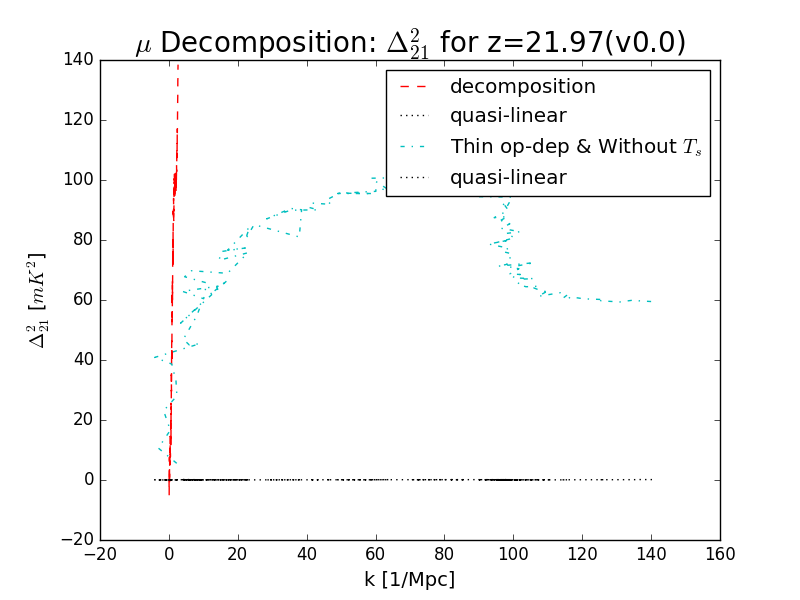 μ Decomposition: Δ²₂₁ for z=21.97(v0.0)
140
120
100
80
60
40
20
0
−20
Δ²₂₁ [mK²]
decomposition
quasi-linear
Thin op-dep & Without Tₛ
quasi-linear
−20 0 20 40 60 80 100 120 140 160
k [1/Mpc]